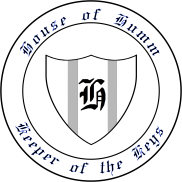 House of Humm
H
Keeper of the Keys